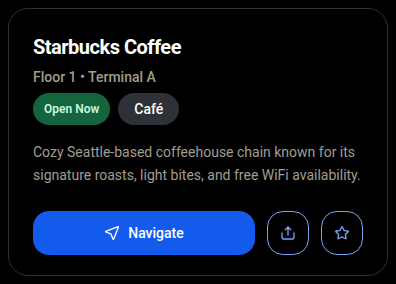 Starbucks Coffee
Floor 1 • Terminal A
Open Now Café
Cozy Seattle-based coffeehouse chain known for its
signature roasts, light bites, and free WiFi availability.
Navigate